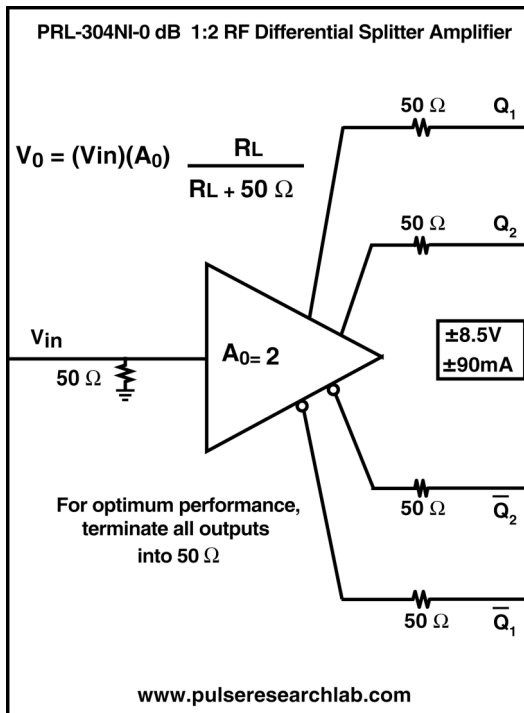 PRL-304NI-0 dB 1:2 RF Differential Splitter Amplifier
50 Ω Q1
V0 = (Vin)(A0) RL
RL + 50 Ω
50 Ω Q2
±8.5V
±90mA
Vin
50 Ω
A0= 2
For optimum performance,
terminate all outputs
into 50 Ω
50 Ω Q̅2
50 Ω Q̅1
www.pulseresearchlab.com